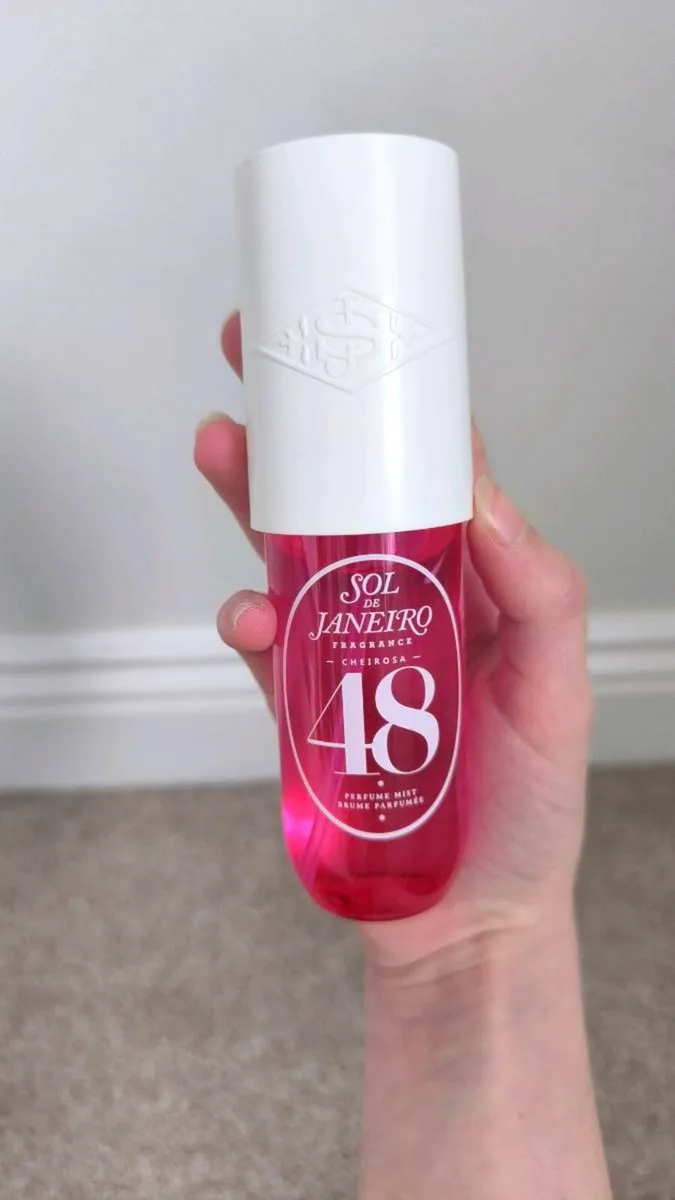 SOL
DE
JANEIRO
FRAGRANCE
CHEIROSA
48
PERFUME MIST
BRUME PARFUMÉE